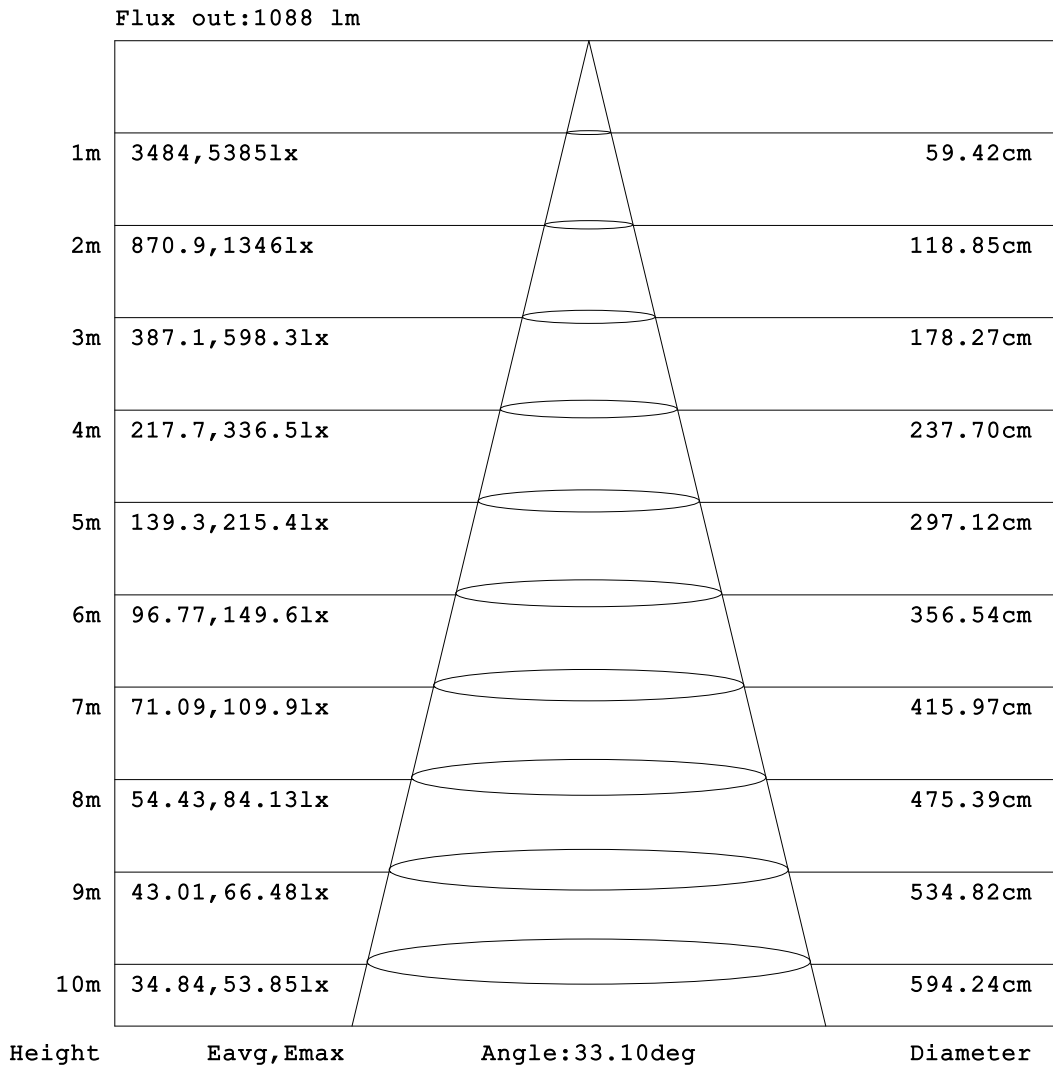 Flux out:1088 lm
1m 3484,5385lx 59.42cm
2m 870.9,1346lx 118.85cm
3m 387.1,598.3lx 178.27cm
4m 217.7,336.5lx 237.70cm
5m 139.3,215.4lx 297.12cm
6m 96.77,149.6lx 356.54cm
7m 71.09,109.9lx 415.97cm
8m 54.43,84.13lx 475.39cm
9m 43.01,66.48lx 534.82cm
10m 34.84,53.85lx 594.24cm
Height Eavg,Emax Angle:33.10deg Diameter